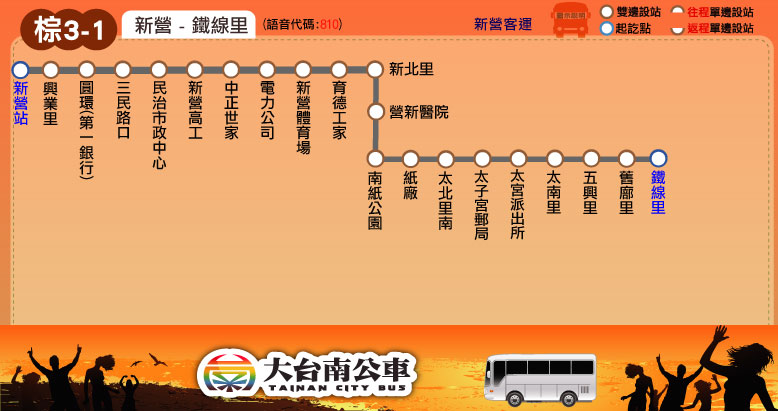 棕3-1
新營 - 鐵線里
(語音代碼:810)
新營客運
圖示說明
雙邊設站
往程單邊設站
起訖點
返程單邊設站
新營站
興業里
圓環(第一銀行)
三民路口
民治市政中心
新營高工
中正世家
電力公司
新營體育場
育德工家
新北里
營新醫院
南紙公園
紙廠
太北里南
太子宮郵局
太宮派出所
太南里
五興里
舊廍里
鐵線里
大台南公車
TAINAN CITY BUS